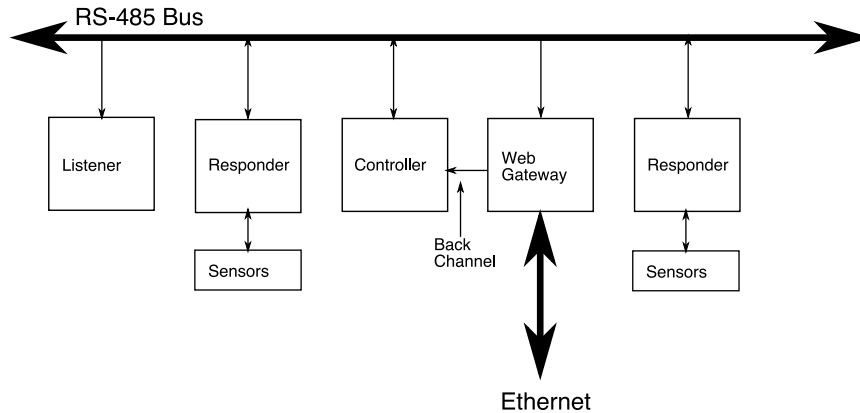 RS-485 Bus
Listener
Responder
Controller
Web
Gateway
Responder
Back
Channel
Sensors
Sensors
Ethernet